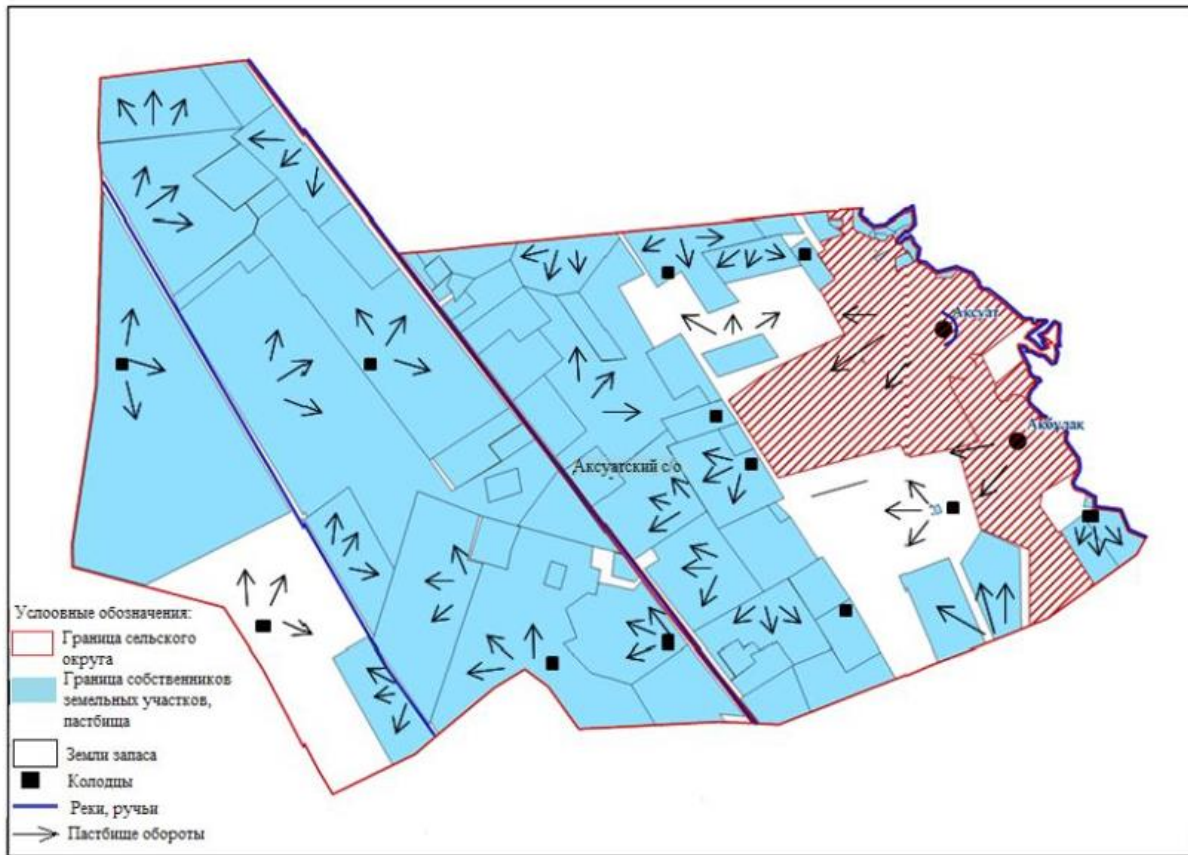 Аксуат
Акбулак
Аксуатский с/о
Услоовные обозначения:
Граница сельского
округа
Граница собственников
земельных участков,
пастбища
Земли запаса
Колодцы
Реки, ручьи
Пастбище обороты